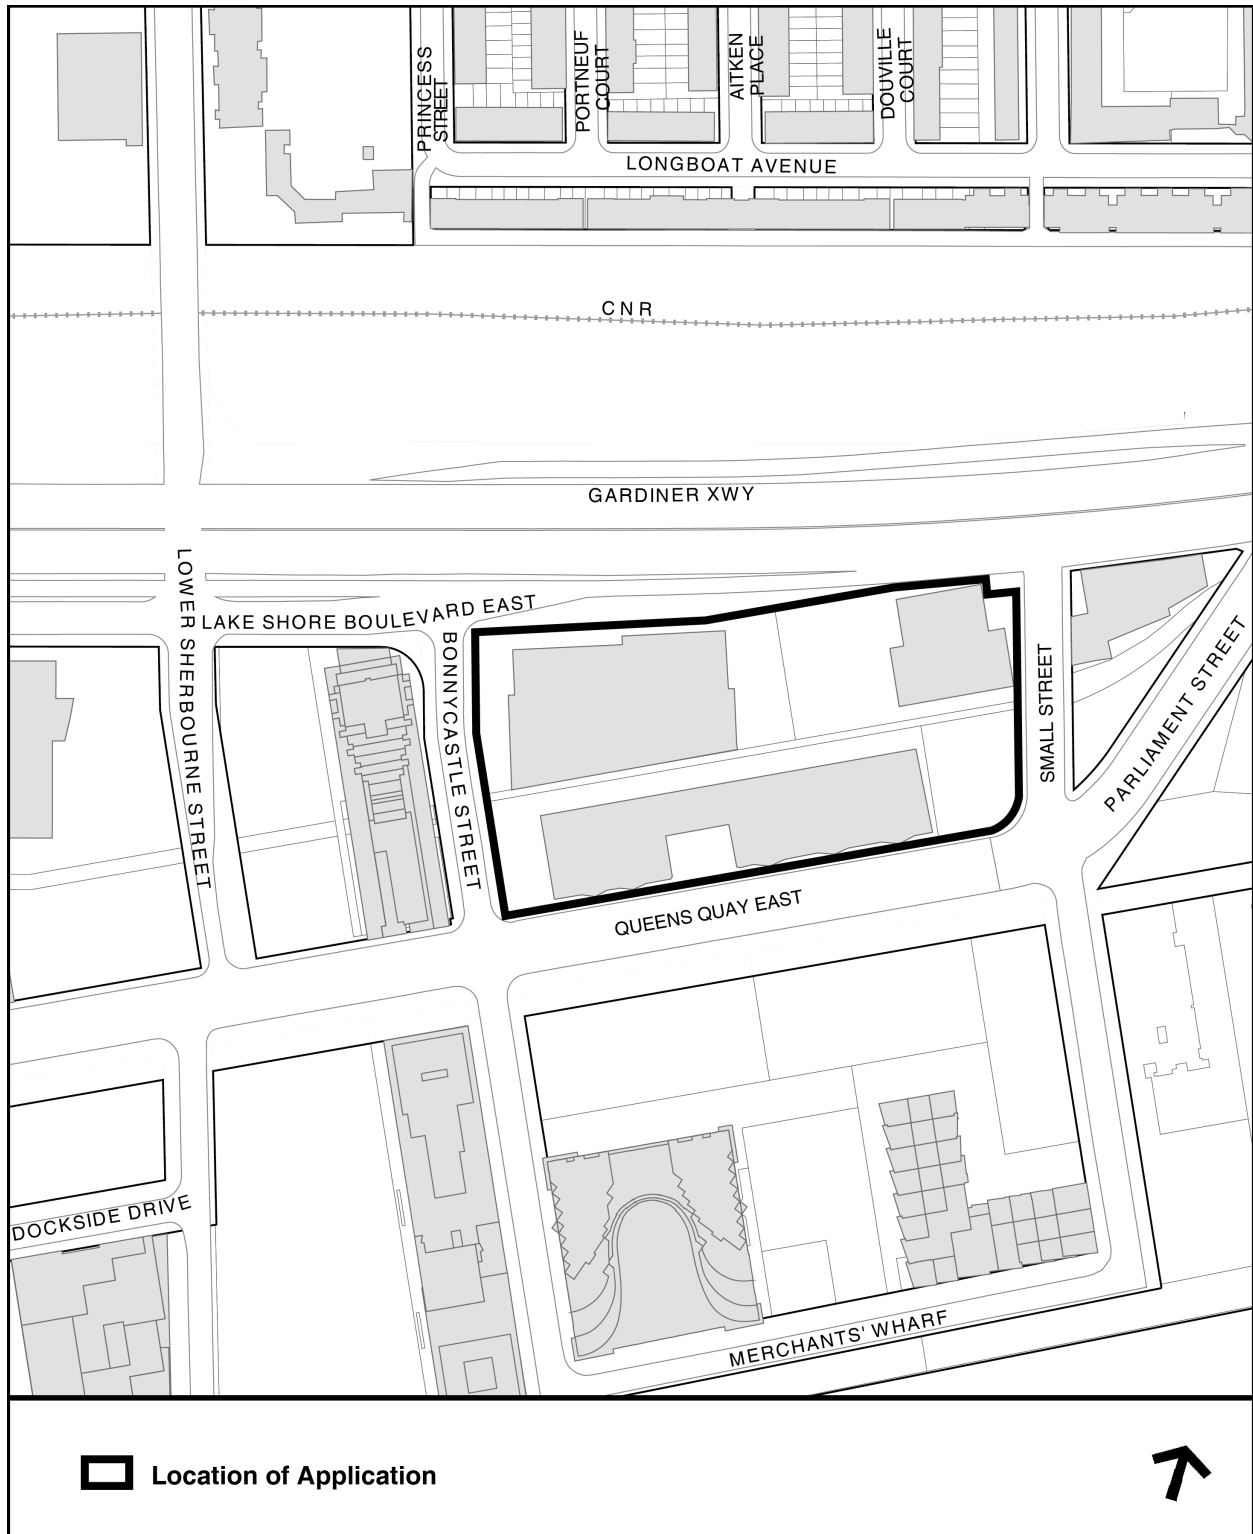 PRINCESS
STREET
PORTNEUF
COURT
AITKEN
PLACE
DOUVILLE
COURT
LONGBOAT AVENUE
CNR
GARDINER XWY
LOWER SHERBOURNE STREET
LAKE SHORE BOULEVARD EAST
BONNYCASTLE STREET
SMALL STREET
PARLIAMENT STREET
QUEENS QUAY EAST
DOCKSIDE DRIVE
MERCHANTS' WHARF
Location of Application